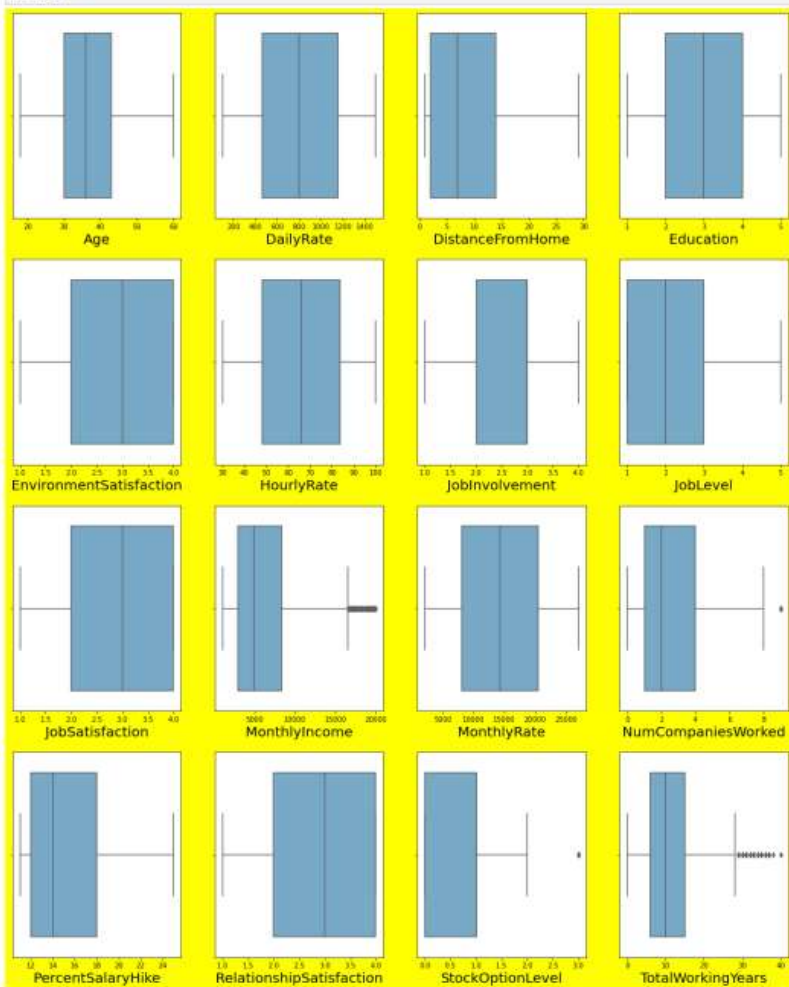 20 30 40 50 60
Age
200 400 600 800 1000 1200 1400
DailyRate
0 5 10 15 20 25 30
DistanceFromHome
1 2 3 4 5
Education
1.0 1.5 2.0 2.5 3.0 3.5 4.0
EnvironmentSatisfaction
30 40 50 60 70 80 90 100
HourlyRate
1.0 1.5 2.0 2.5 3.0 3.5 4.0
JobInvolvement
1 2 3 4 5
JobLevel
1.0 1.5 2.0 2.5 3.0 3.5 4.0
JobSatisfaction
5000 10000 15000 20000
MonthlyIncome
5000 10000 15000 20000 25000
MonthlyRate
0 2 4 6 8
NumCompaniesWorked
12 14 16 18 20 22 24
PercentSalaryHike
1.0 1.5 2.0 2.5 3.0 3.5 4.0
RelationshipSatisfaction
0.0 0.5 1.0 1.5 2.0 2.5 3.0
StockOptionLevel
0 10 20 30 40
TotalWorkingYears